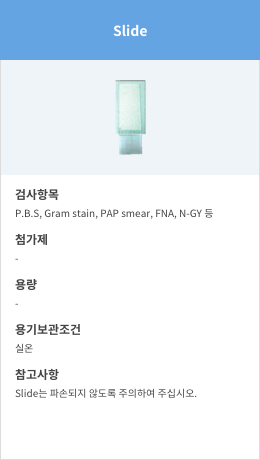 Slide
검사항목
P.B.S, Gram stain, PAP smear, FNA, N-GY 등
첨가제
-
용량
-
용기보관조건
실온
참고사항
Slide는 파손되지 않도록 주의하여 주십시오.